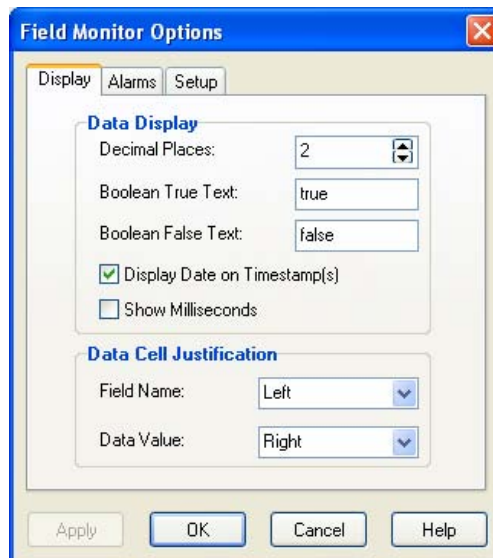 Field Monitor Options
Display Alarms Setup
Data Display
Decimal Places: 2
Boolean True Text: true
Boolean False Text: false
Display Date on Timestamp(s)
Show Milliseconds
Data Cell Justification
Field Name: Left
Data Value: Right
Apply OK Cancel Help